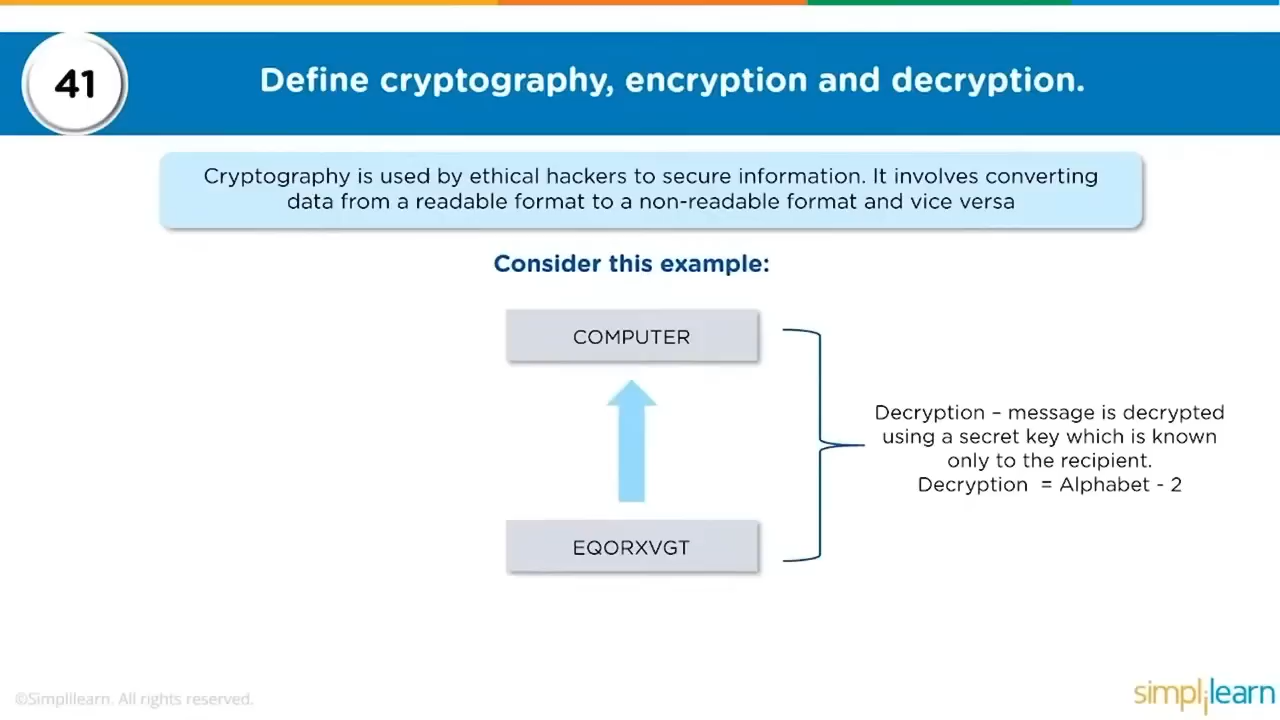 41
Define cryptography, encryption and decryption.
Cryptography is used by ethical hackers to secure information. It involves converting
data from a readable format to a non-readable format and vice versa
Consider this example:
COMPUTER
Decryption – message is decrypted
using a secret key which is known
only to the recipient.
Decryption = Alphabet - 2
EQORXVGT
©Simplilearn. All rights reserved.
simplilearn